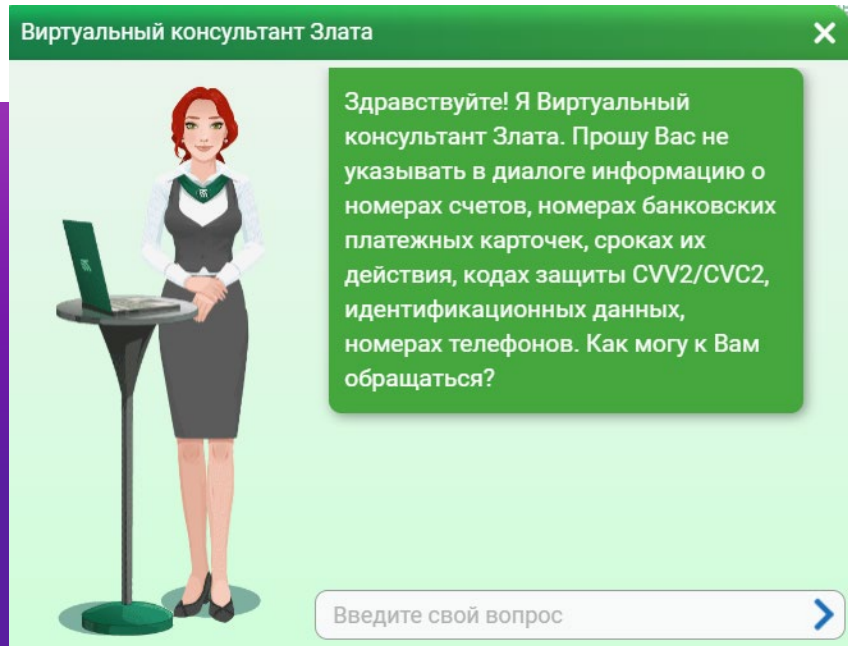 Виртуальный консультант Злата
Здравствуйте! Я Виртуальный
консультант Злата. Прошу Вас не
указывать в диалоге информацию о
номерах счетов, номерах банковских
платежных карточек, сроках их
действия, кодах защиты CVV2/CVC2,
идентификационных данных,
номерах телефонов. Как могу к Вам
обращаться?
Введите свой вопрос